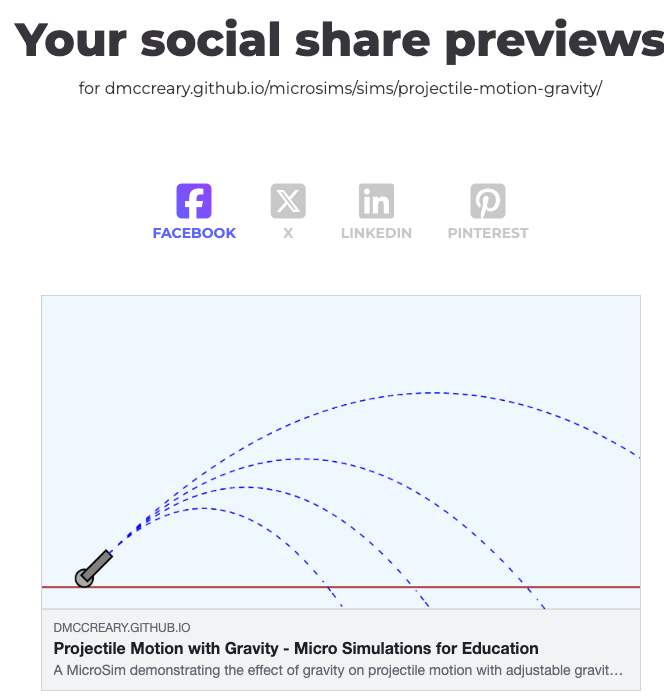 Your social share previews
for dmccreary.github.io/microsims/sims/projectile-motion-gravity/
FACEBOOK X LINKEDIN PINTEREST
DMCCREARY.GITHUB.IO
Projectile Motion with Gravity - Micro Simulations for Education
A MicroSim demonstrating the effect of gravity on projectile motion with adjustable gravit...